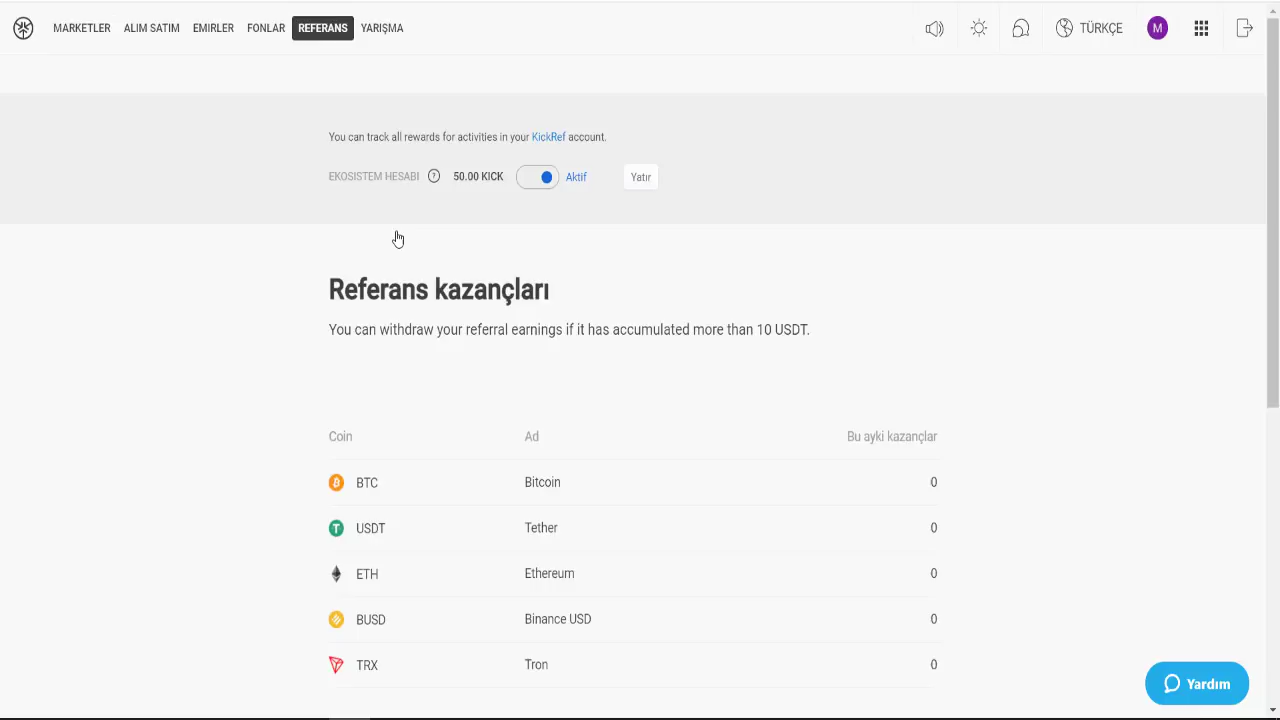 MARKETLER ALIM SATIM EMIRLER FONLAR REFERANS YARIŞMA TÜRKÇE M
You can track all rewards for activities in your KickRef account.
EKOSISTEM HESABI ? 50.00 KICK Aktif Yatır
Referans kazançları
You can withdraw your referral earnings if it has accumulated more than 10 USDT.
Coin Ad Bu ayki kazançlar
BTC Bitcoin 0
USDT Tether 0
ETH Ethereum 0
BUSD Binance USD 0
TRX Tron 0
Yardım